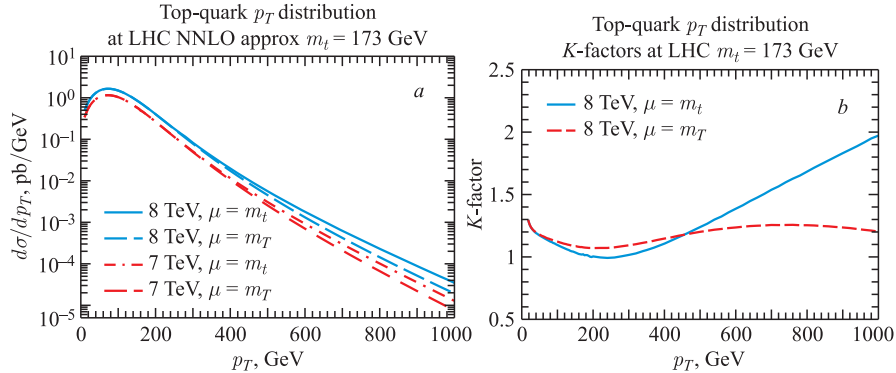 Top-quark p_T distribution
at LHC NNLO approx m_t = 173 GeV
10¹
10⁰
10⁻¹
10⁻²
10⁻³
10⁻⁴
10⁻⁵
dσ/dp_T, pb/GeV
a
8 TeV, μ = m_t
8 TeV, μ = m_T
7 TeV, μ = m_t
7 TeV, μ = m_T
0 200 400 600 800 1000
p_T, GeV
Top-quark p_T distribution
K-factors at LHC m_t = 173 GeV
2.5
2
1.5
1
0.5
K-factor
b
8 TeV, μ = m_t
8 TeV, μ = m_T
0 200 400 600 800 1000
p_T, GeV